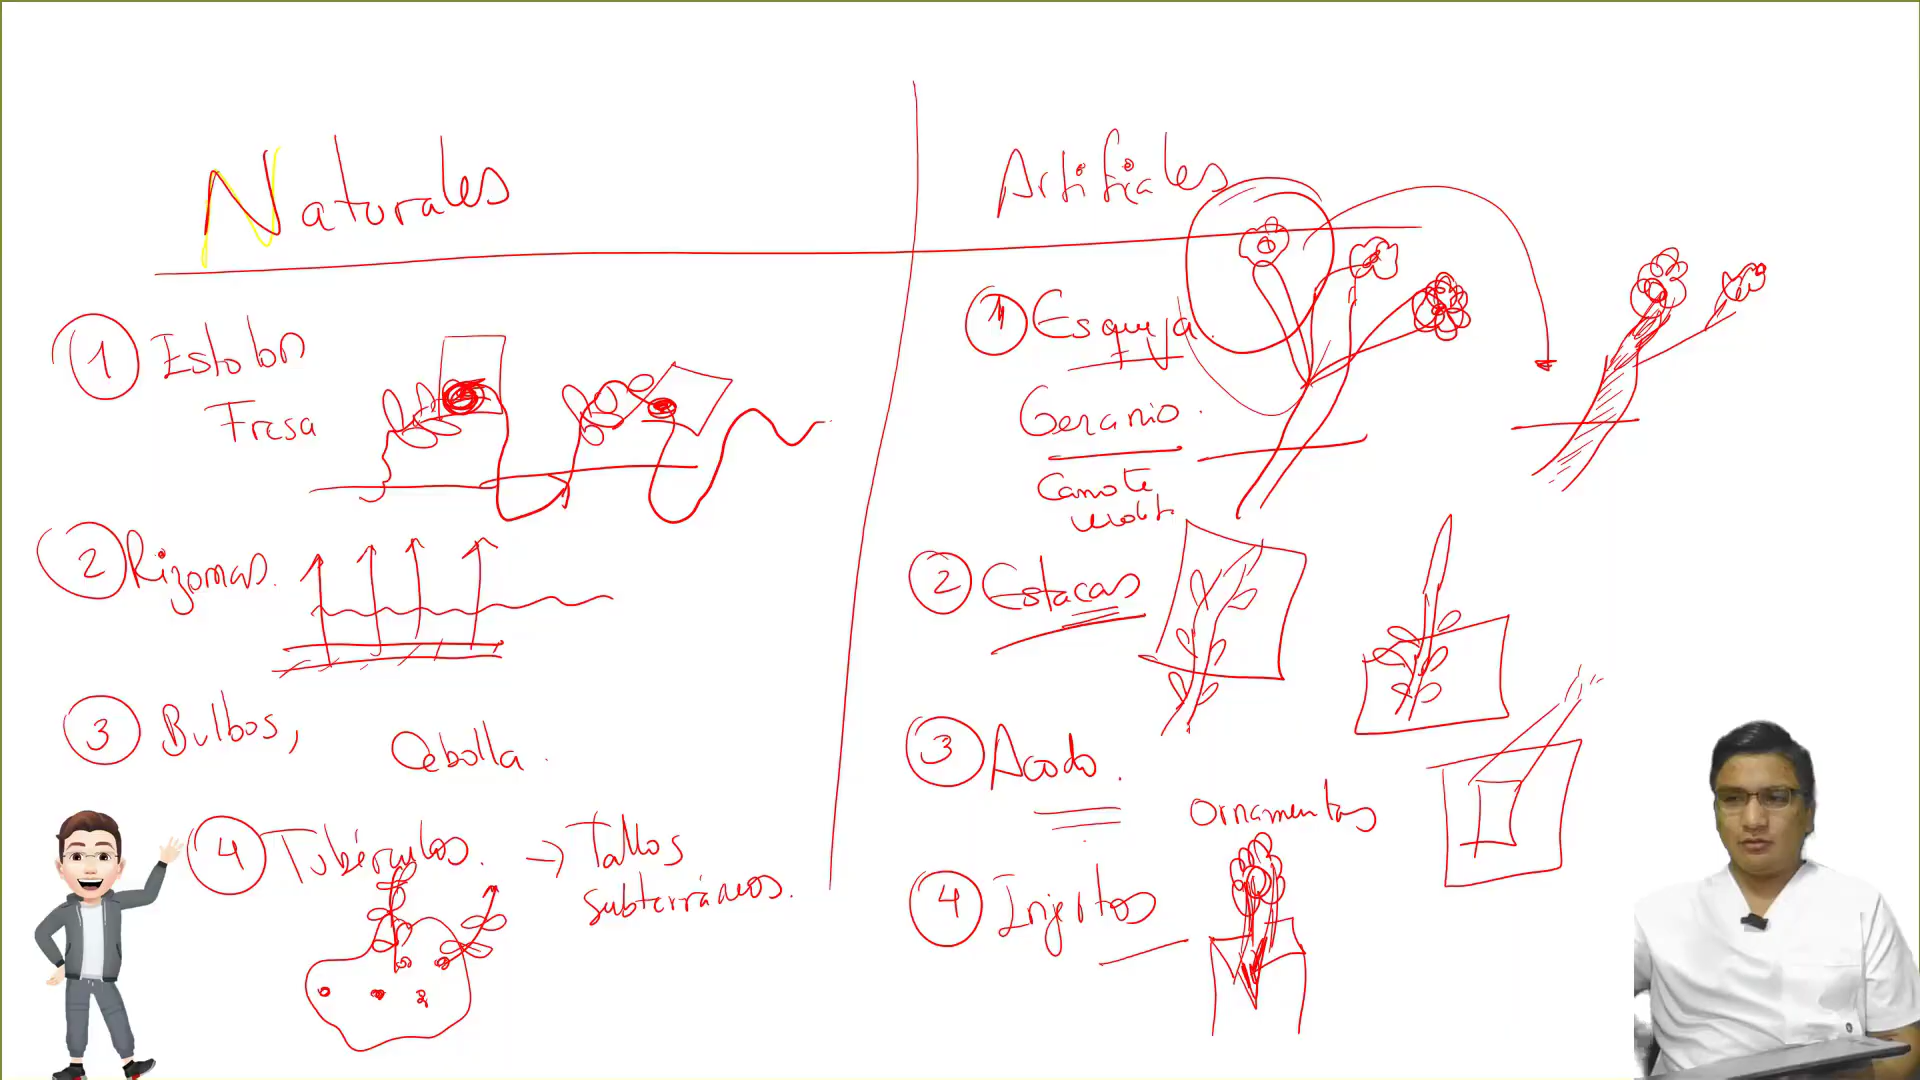 Naturales
1 Estolon
Fresa
2 Rizomas.
3 Bulbos, Cebolla.
4 Tubérculos. → Tallos
subterráneos.
Artificiales
1 Esqueja.
Geranio.
Camote
2 Estacas
3 Acodo.
Ornamentos
4 Injertos